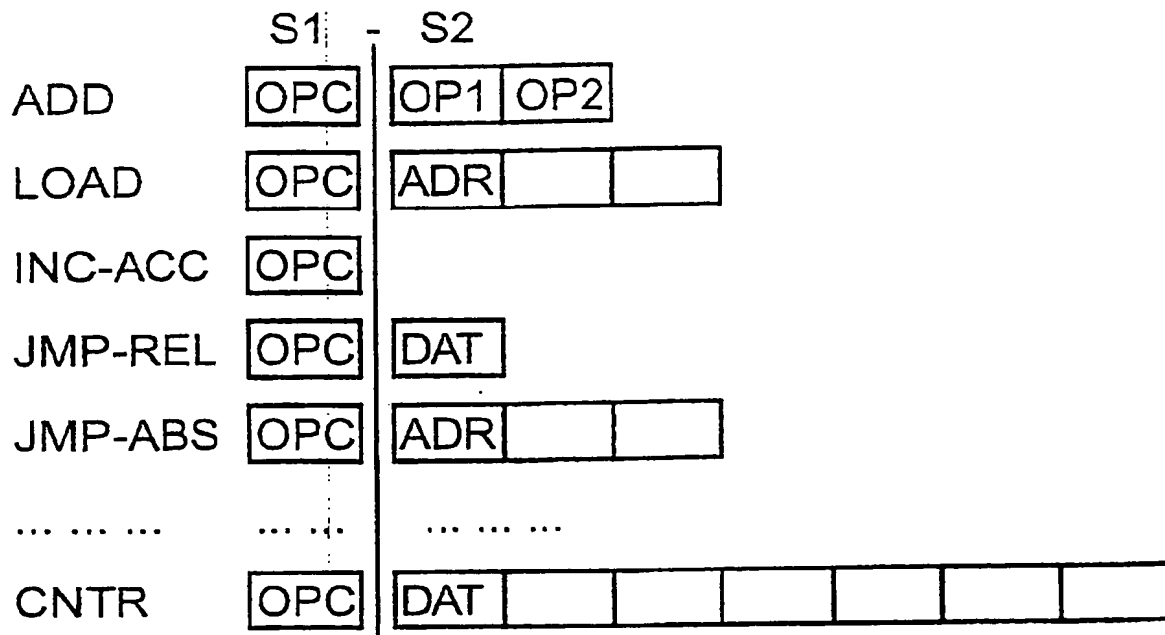 S1 - S2
ADD OPC OP1 OP2
LOAD OPC ADR
INC-ACC OPC
JMP-REL OPC DAT
JMP-ABS OPC ADR
... ... ... ... ... ... ... ...
CNTR OPC DAT